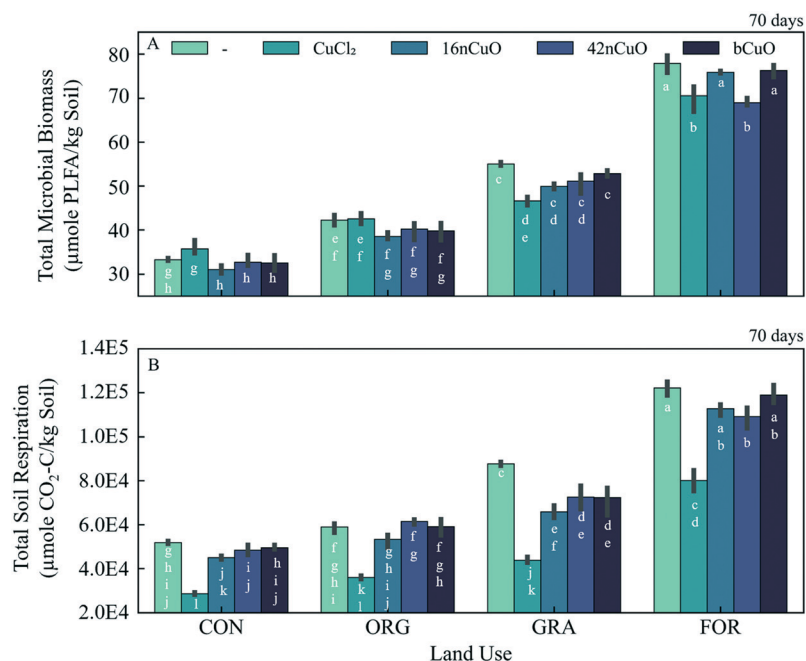 70 days
A - CuCl₂ 16nCuO 42nCuO bCuO
Total Microbial Biomass
(μmole PLFA/kg Soil)
80
70
60
50
40
30
g h
g
h
h
h
e f
e f
f g
f g
f g
c
d e
c d
c d
c
a
b
a
b
a
70 days
B
Total Soil Respiration
(μmole CO₂-C/kg Soil)
1.4E5
1.2E5
1.0E5
8.0E4
6.0E4
4.0E4
2.0E4
g h i j
l
j k
i j
h i j
f g h i
k l
g h i j
f g
f g h
c
j k
e f
d e
d e
a
c d
a b
b
a b
CON ORG GRA FOR
Land Use